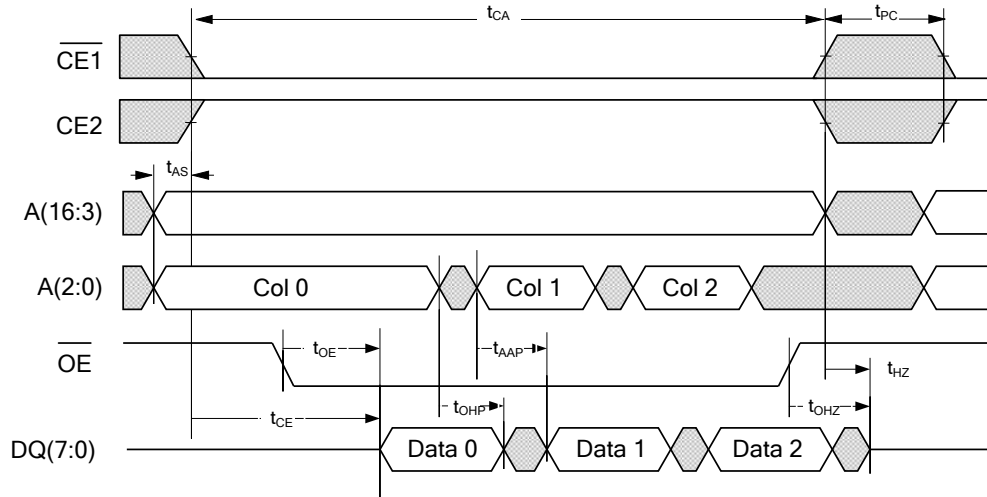 tCA tPC
CE1
CE2
tAS
A(16:3)
A(2:0) Col 0 Col 1 Col 2
OE tOE tAAP tHZ
tCE tOHP tOHZ
DQ(7:0) Data 0 Data 1 Data 2